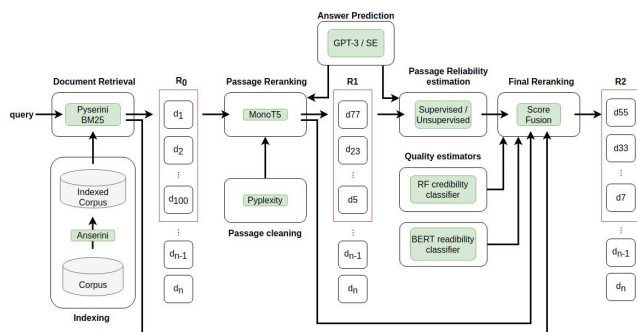 Answer Prediction
GPT-3 / SE
Document Retrieval
R0
Passage Reranking
R1
Passage Reliability
estimation
Final Reranking
R2
query
Pyserini
BM25
d1
MonoT5
d77
Supervised /
Unsupervised
Score
Fusion
d55
d2
d23
d33
Quality estimators
Indexed
Corpus
d100
Pyplexity
d5
RF credibility
classifier
d7
Passage cleaning
Anserini
BERT readibility
classifier
dn-1
dn-1
dn-1
Corpus
dn
dn
dn
Indexing